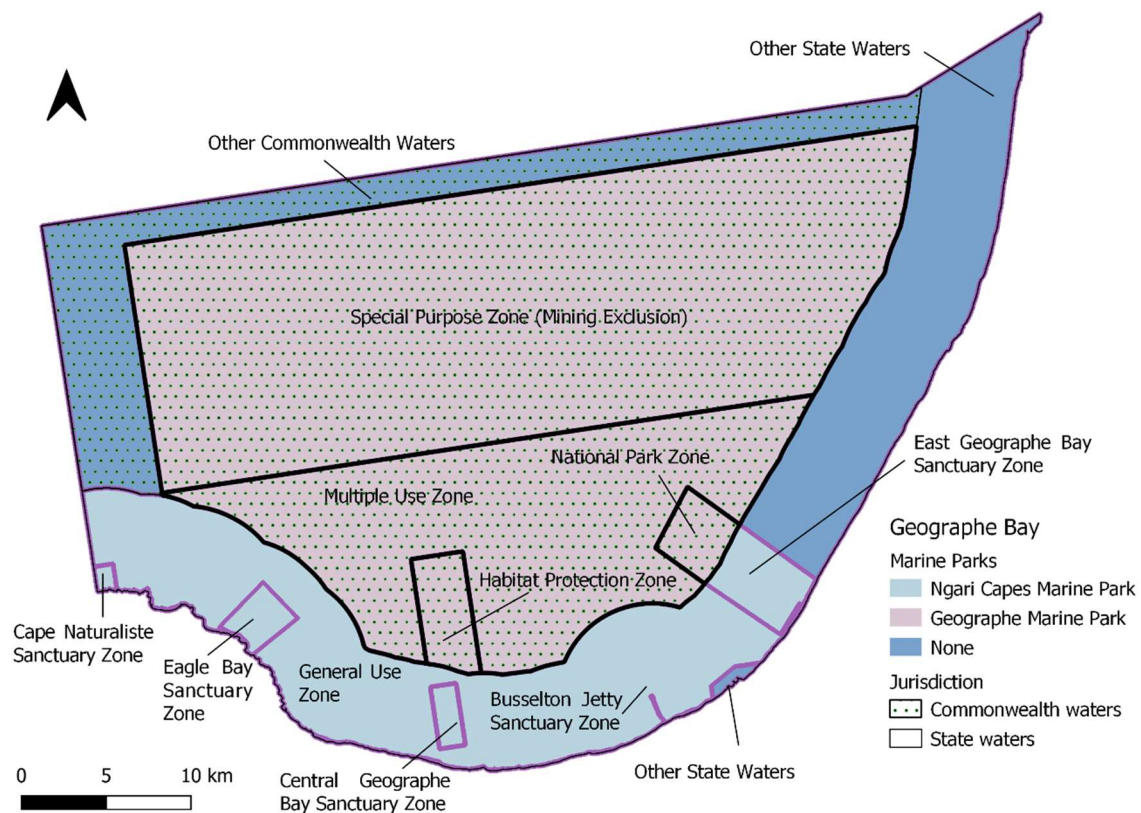 Other State Waters
Other Commonwealth Waters
Special Purpose Zone (Mining Exclusion)
East Geographe Bay
Sanctuary Zone
National Park Zone
Multiple Use Zone
Habitat Protection Zone
Cape Naturaliste
Sanctuary Zone
Eagle Bay
Sanctuary
Zone
General Use
Zone
Busselton Jetty
Sanctuary Zone
Central Geographe
Bay Sanctuary Zone
Other State Waters
0 5 10 km
Geographe Bay
Marine Parks
Ngari Capes Marine Park
Geographe Marine Park
None
Jurisdiction
Commonwealth waters
State waters